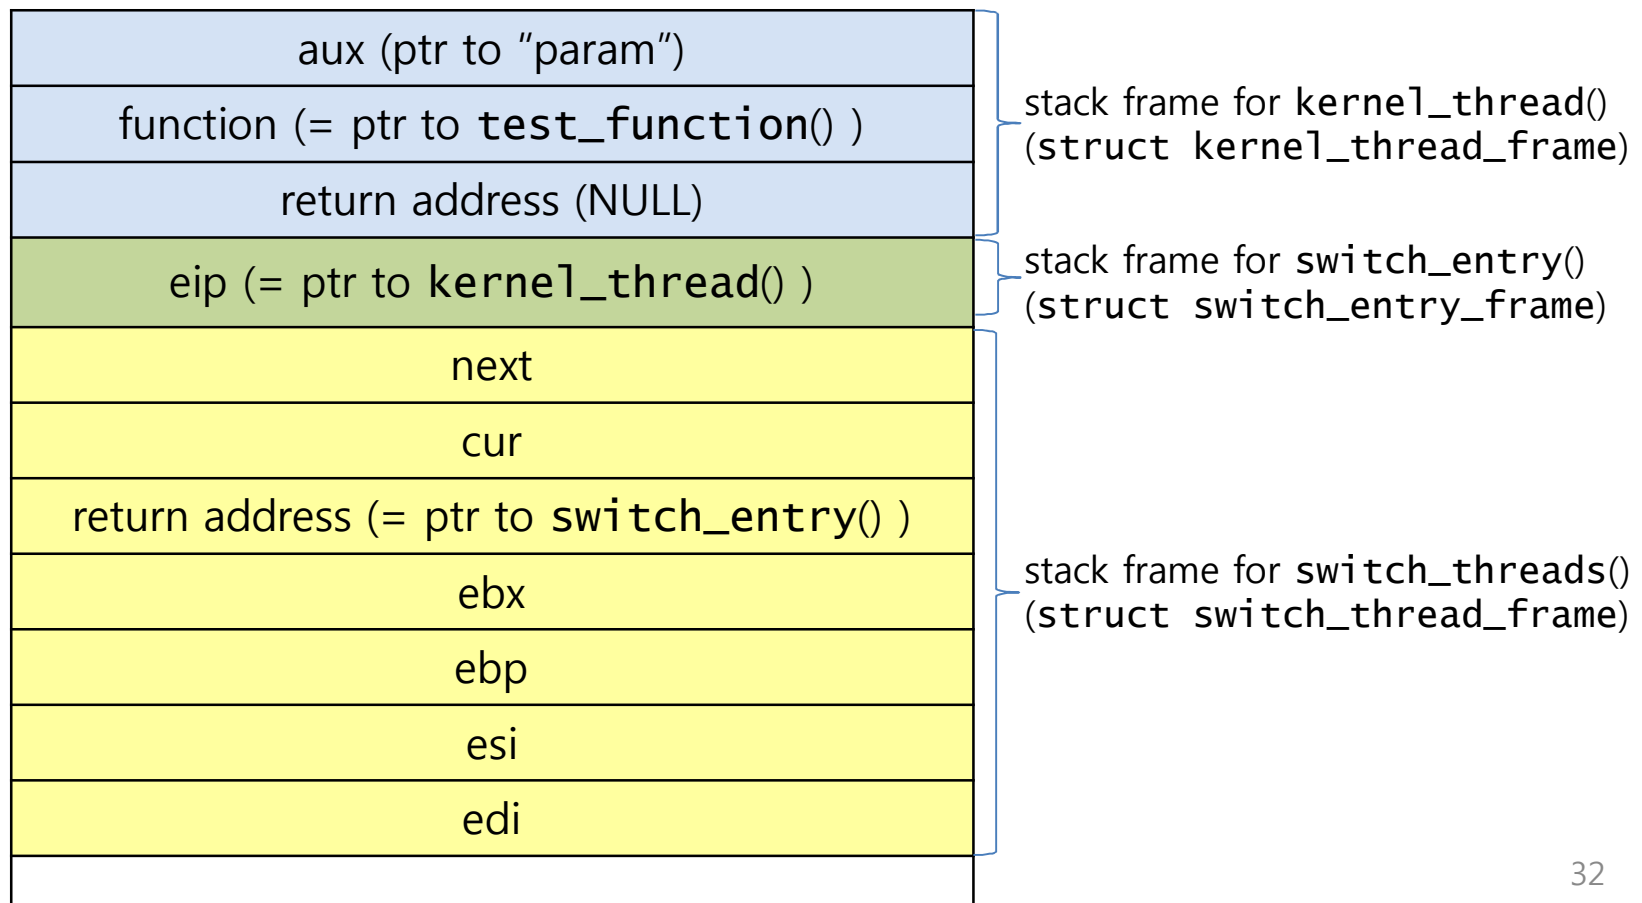 aux (ptr to “param”)
function (= ptr to test_function() )
return address (NULL)
stack frame for kernel_thread()
(struct kernel_thread_frame)
eip (= ptr to kernel_thread() )
stack frame for switch_entry()
(struct switch_entry_frame)
next
cur
return address (= ptr to switch_entry() )
ebx
ebp
esi
edi
stack frame for switch_threads()
(struct switch_thread_frame)
32